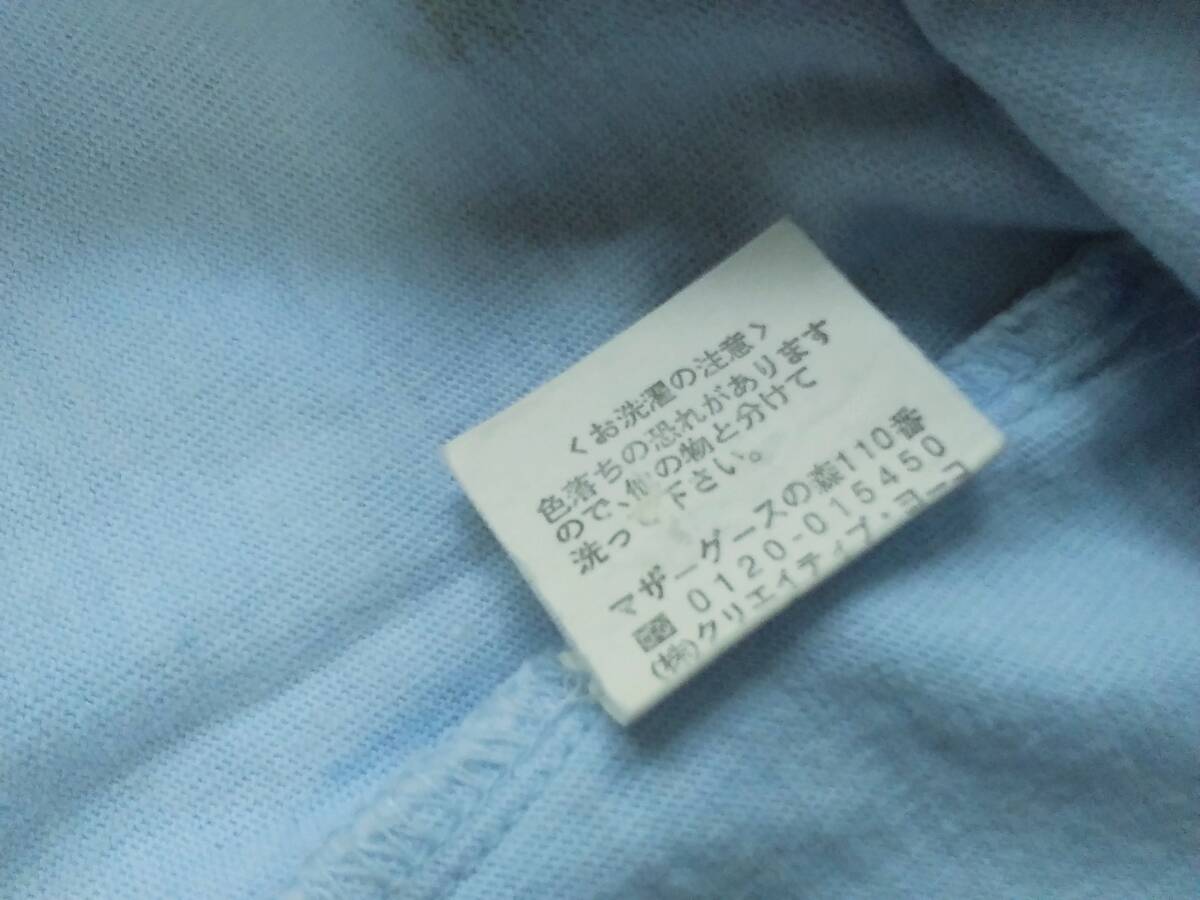 〈お洗濯の注意〉
色落ちの恐れがあります
ので、他の物と分けて
洗って下さい。
マザーグースの森110番
0120-015450
(株)クリエイティブ・ヨーコ